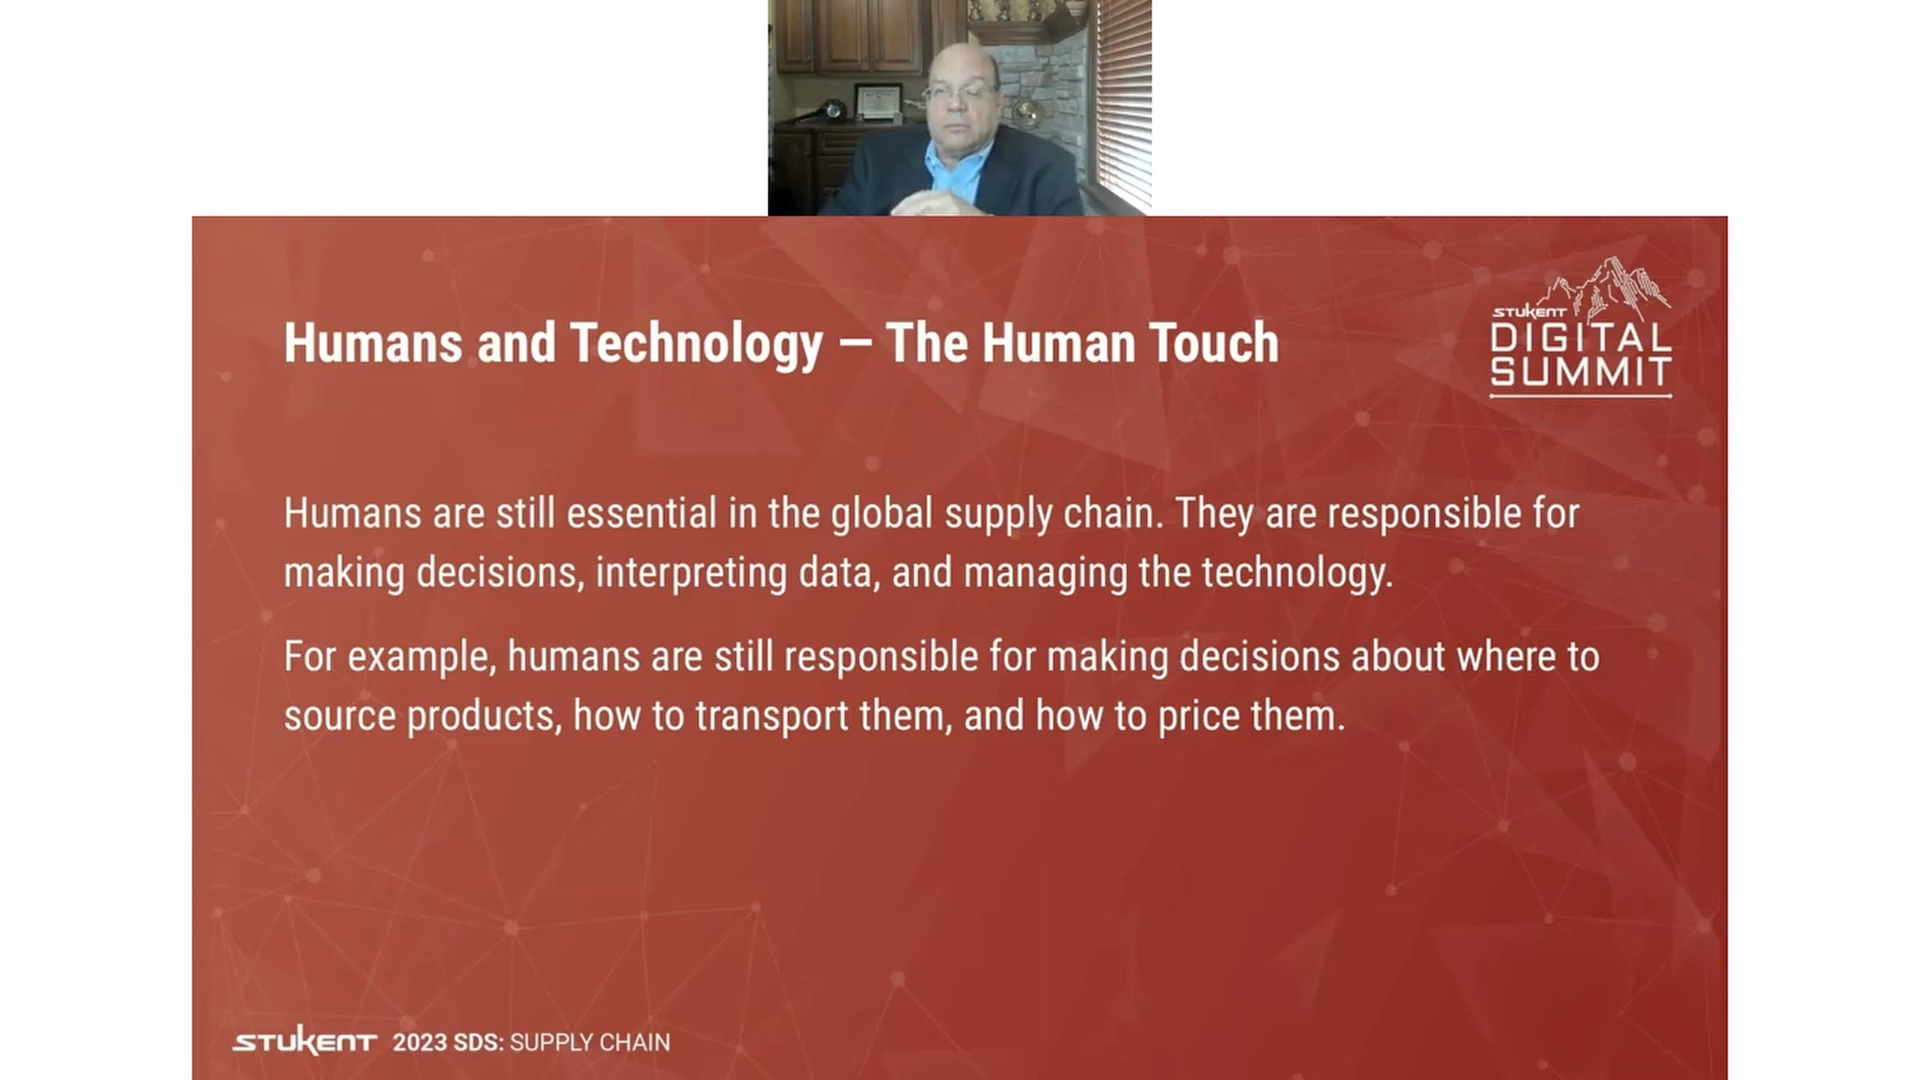 Humans and Technology – The Human Touch
STUKENT
DIGITAL
SUMMIT
Humans are still essential in the global supply chain. They are responsible for
making decisions, interpreting data, and managing the technology.
For example, humans are still responsible for making decisions about where to
source products, how to transport them, and how to price them.
STUKENT 2023 SDS: SUPPLY CHAIN